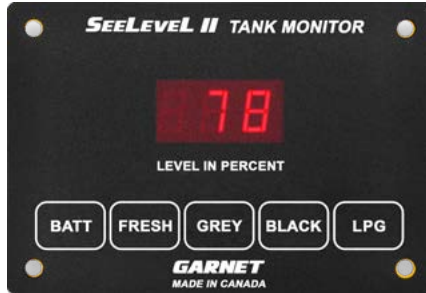 SEELEVEL II TANK MONITOR
78
LEVEL IN PERCENT
BATT FRESH GREY BLACK LPG
GARNET
MADE IN CANADA